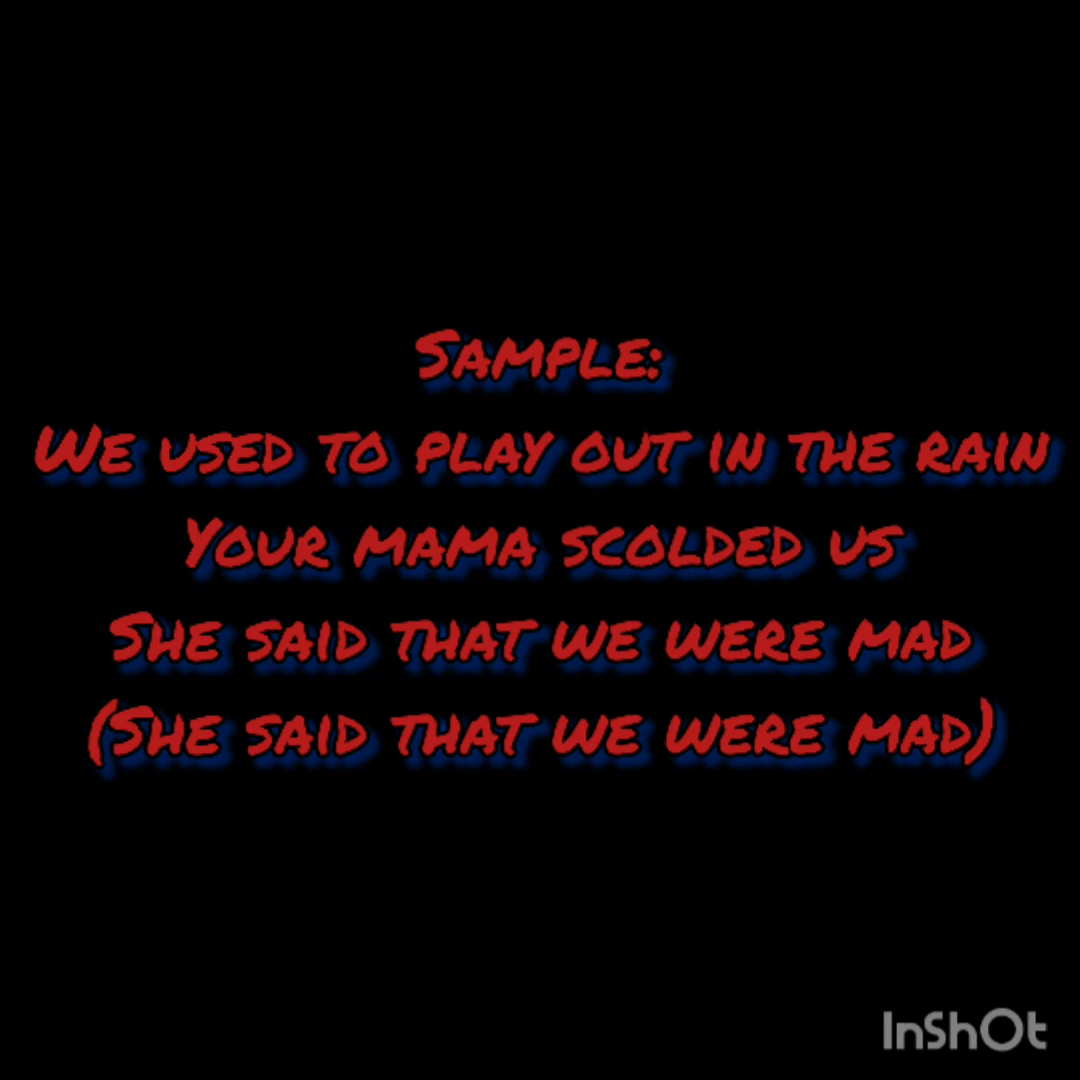 Sample:
We used to play out in the rain
Your mama scolded us
She said that we were mad
(She said that we were mad)
InShOt